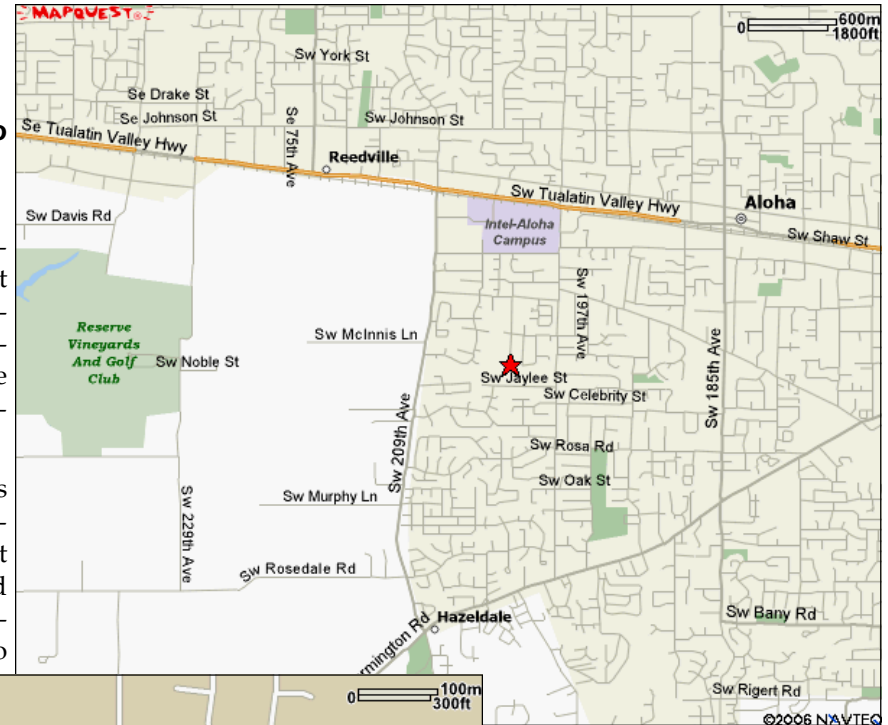 MAPQUEST
600m
0
1800ft
Sw York St
Se Drake St
Se Johnson St
Sw Johnson St
Se Tualatin Valley Hwy
Se 75th Ave
Reedville
Sw Tualatin Valley Hwy
Aloha
Sw Davis Rd
Intel-Aloha
Campus
Sw Shaw St
Reserve
Vineyards
And Golf
Club
Sw Noble St
Sw McInnis Ln
Sw 197th Ave
Sw 185th Ave
Sw Jaylee St
Sw Celebrity St
Sw 209th Ave
Sw Rosa Rd
Sw Oak St
Sw Murphy Ln
Sw 229th Ave
Sw Rosedale Rd
Hazeldale
rmington Rd
Sw Bany Rd
Sw Rigert Rd
100m
0
300ft
©2006 NAVTEQ